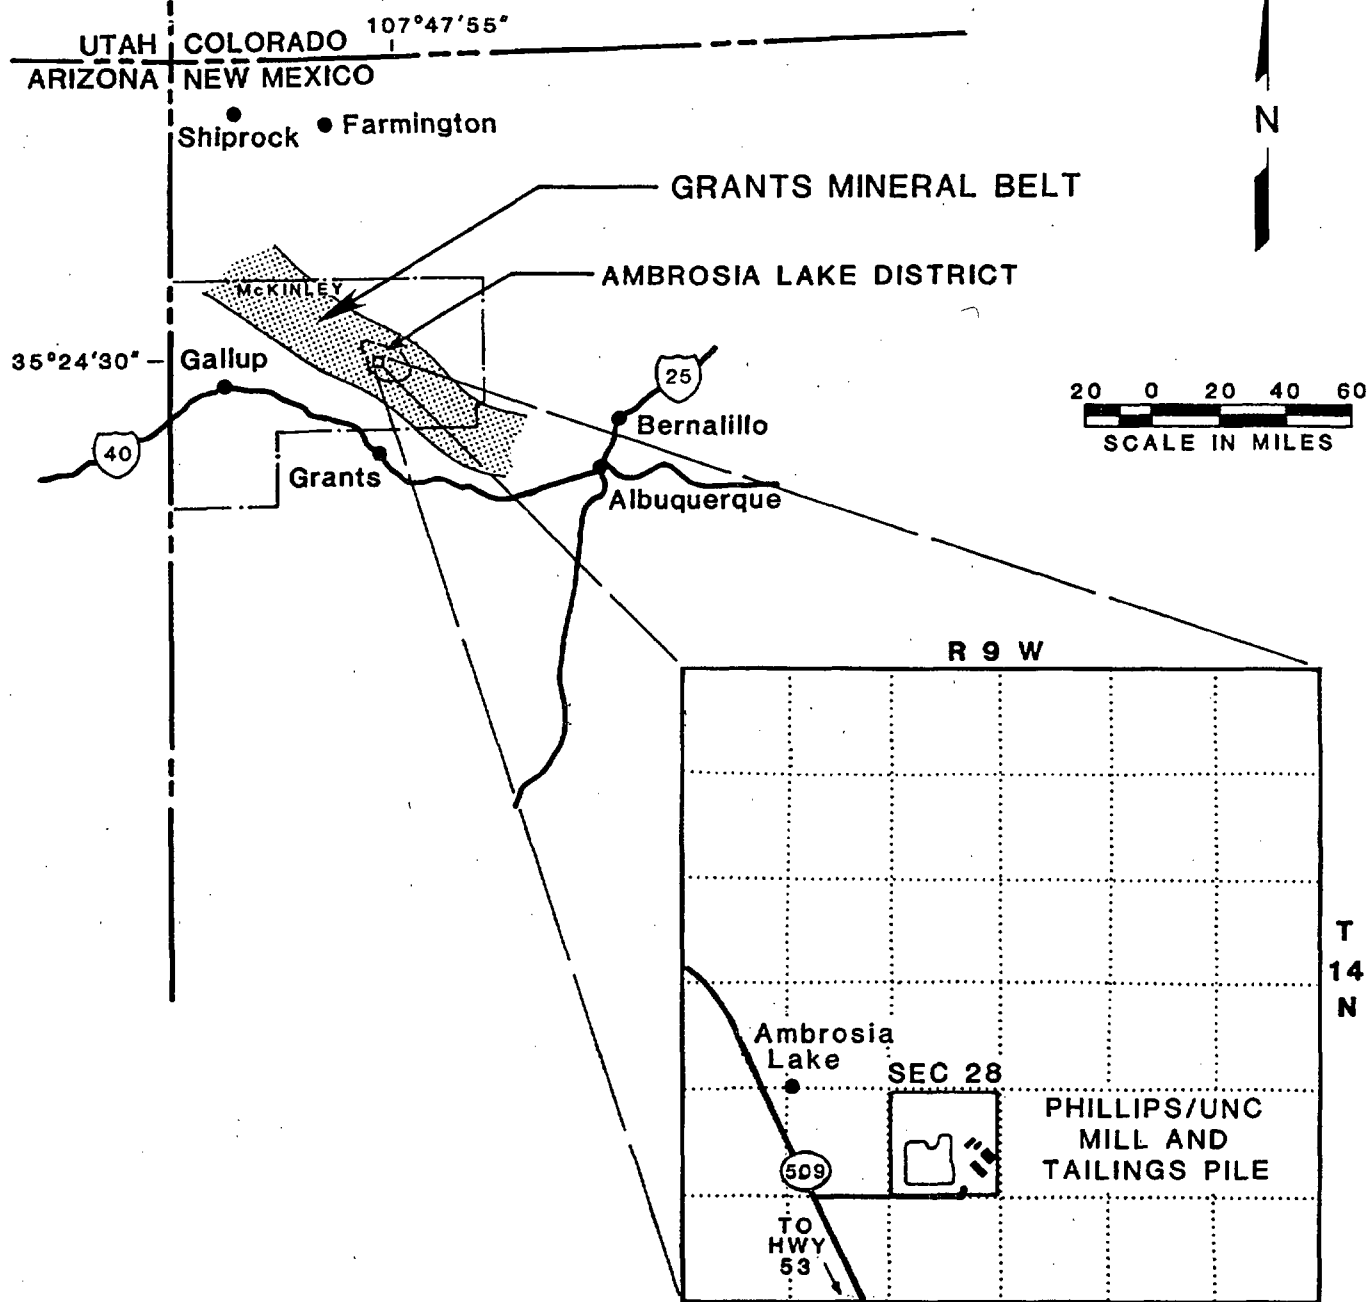 107°47'55"
UTAH COLORADO
ARIZONA NEW MEXICO
Shiprock
Farmington
N
GRANTS MINERAL BELT
AMBROSIA LAKE DISTRICT
McKINLEY
35°24'30"
Gallup
25
20 0 20 40 60
SCALE IN MILES
Bernalillo
40
Grants
Albuquerque
R 9 W
T
14
N
Ambrosia
Lake
SEC 28
PHILLIPS/UNC
MILL AND
TAILINGS PILE
509
TO
HWY
53